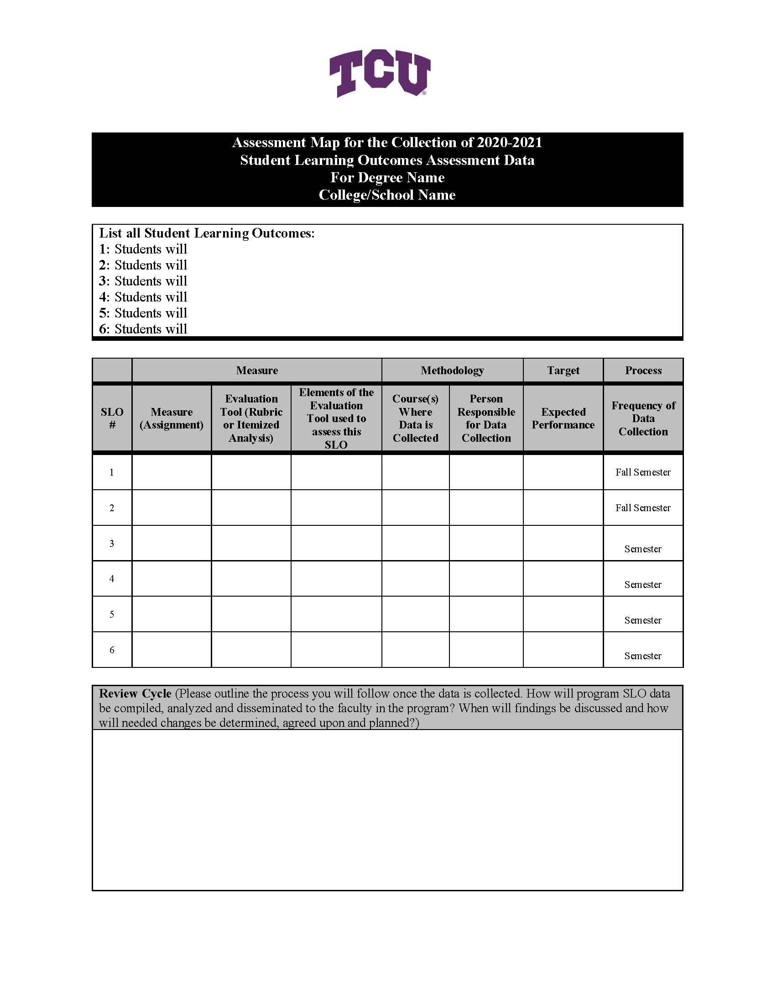 TCU
®
Assessment Map for the Collection of 2020-2021
Student Learning Outcomes Assessment Data
For Degree Name
College/School Name
List all Student Learning Outcomes:
1: Students will
2: Students will
3: Students will
4: Students will
5: Students will
6: Students will
Measure Methodology Target Process
SLO
#
Measure
(Assignment)
Evaluation
Tool (Rubric
or Itemized
Analysis)
Elements of the
Evaluation
Tool used to
assess this
SLO
Course(s)
Where
Data is
Collected
Person
Responsible
for Data
Collection
Expected
Performance
Frequency of
Data
Collection
1 Fall Semester
2 Fall Semester
3 Semester
4 Semester
5 Semester
6 Semester
Review Cycle (Please outline the process you will follow once the data is collected. How will program SLO data
be compiled, analyzed and disseminated to the faculty in the program? When will findings be discussed and how
will needed changes be determined, agreed upon and planned?)